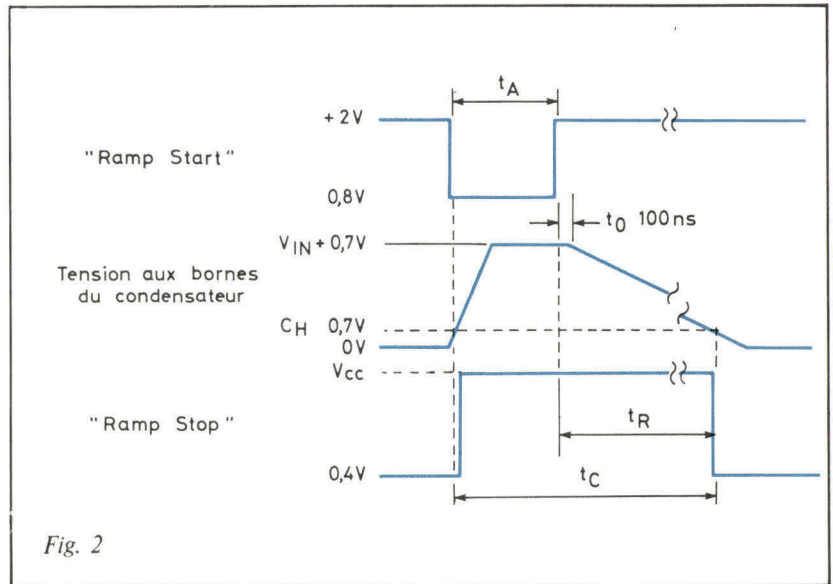 t_A
+ 2V
"Ramp Start"
0,8V
t_0 100ns
V_IN + 0,7V
Tension aux bornes
du condensateur
C_H 0,7V
0V
Vcc
"Ramp Stop"
t_R
0,4V
t_C
Fig. 2